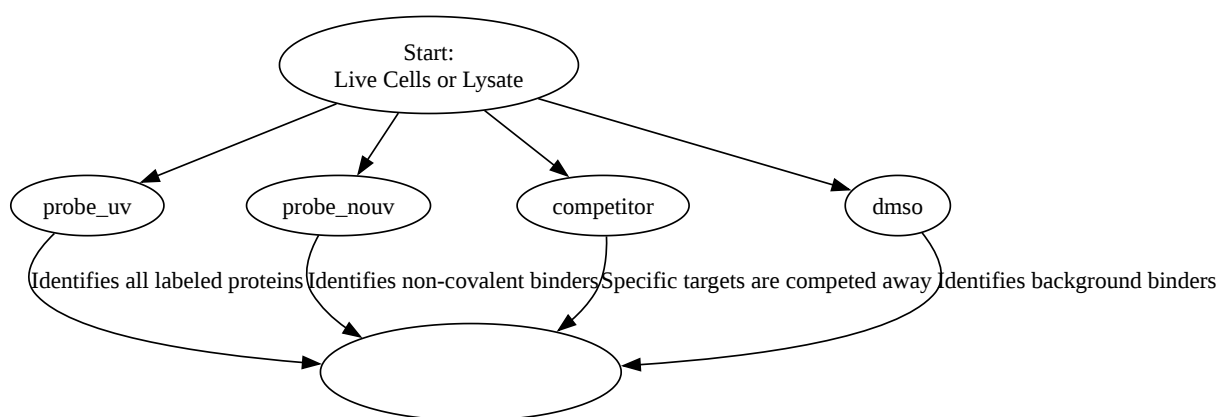 Start:
Live Cells or Lysate
probe_uv
probe_nouv
competitor
dmso
Identifies all labeled proteins
Identifies non-covalent binders
Specific targets are competed away
Identifies background binders